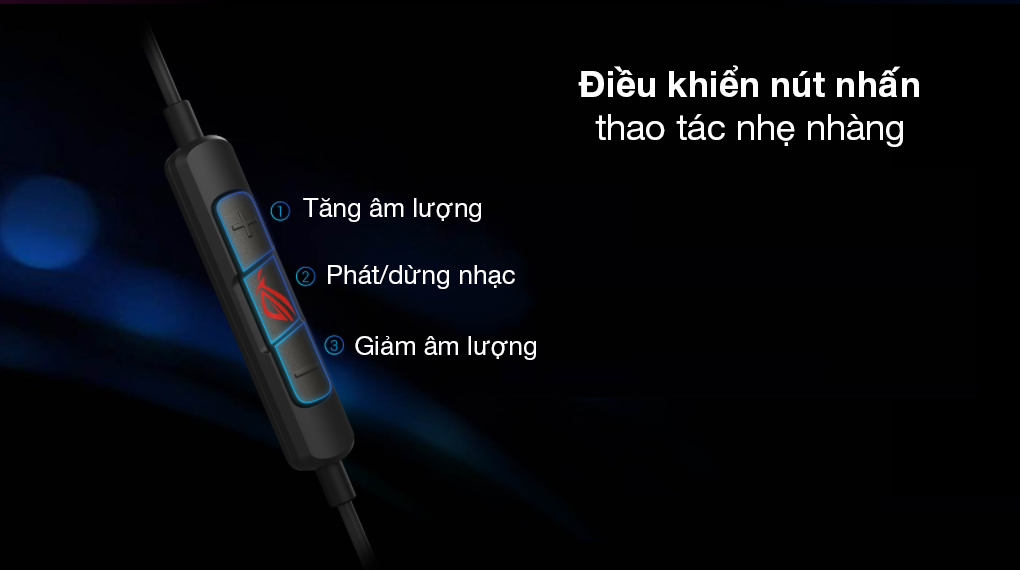 Điều khiển nút nhấn
thao tác nhẹ nhàng
① Tăng âm lượng
② Phát/dừng nhạc
③ Giảm âm lượng